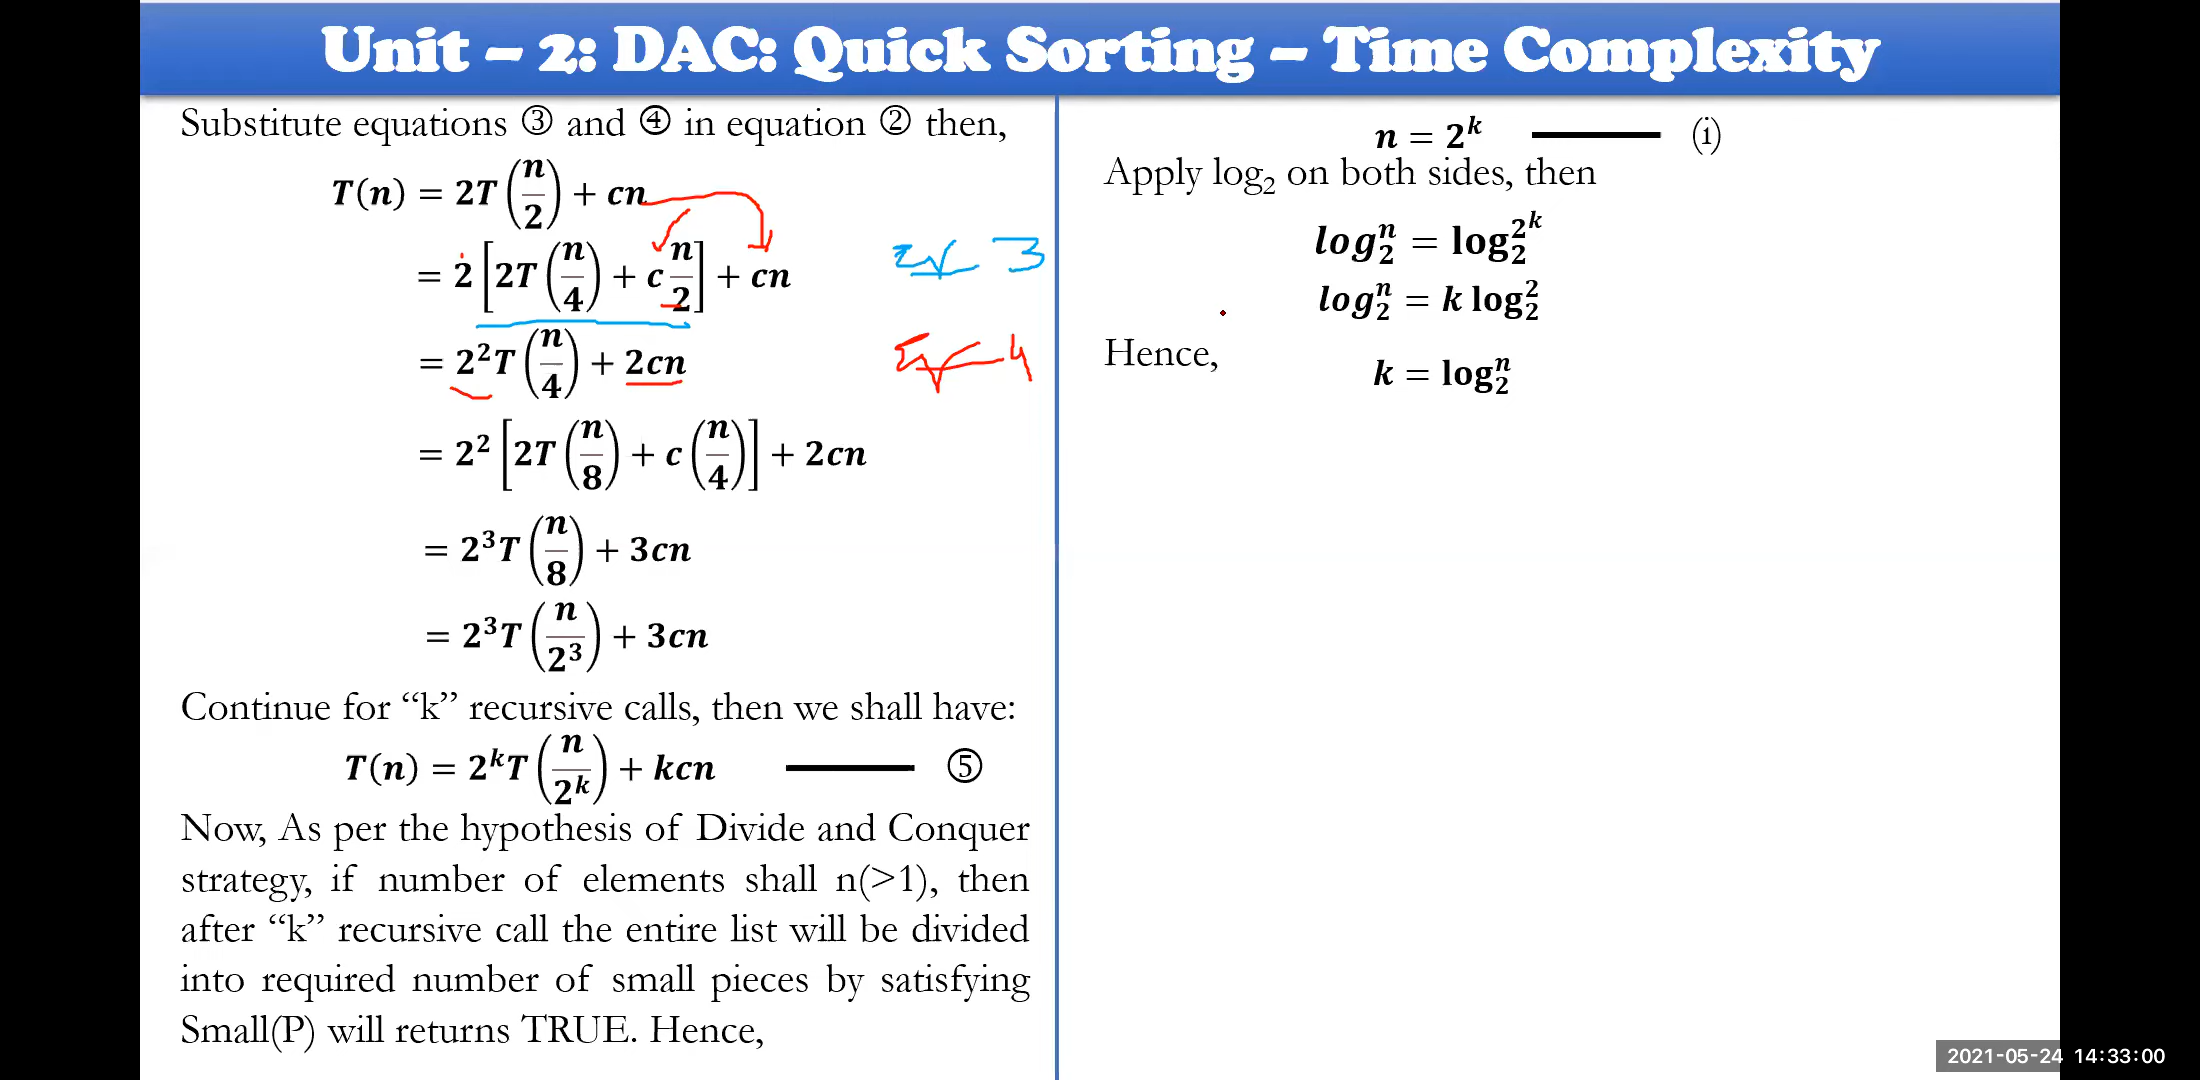 Unit – 2: DAC: Quick Sorting – Time Complexity
Substitute equations ③ and ④ in equation ② then,
T(n) = 2T(n/2) + cn
= 2[2T(n/4) + c n/2] + cn
= 2²T(n/4) + 2cn
= 2²[2T(n/8) + c(n/4)] + 2cn
= 2³T(n/8) + 3cn
= 2³T(n/2³) + 3cn
Continue for “k” recursive calls, then we shall have:
T(n) = 2ᵏT(n/2ᵏ) + kcn ——— ⑤
Now, As per the hypothesis of Divide and Conquer
strategy, if number of elements shall n(>1), then
after “k” recursive call the entire list will be divided
into required number of small pieces by satisfying
Small(P) will returns TRUE. Hence,
3
4
n = 2ᵏ ——— (i)
Apply log₂ on both sides, then
log₂ⁿ = log₂^(2ᵏ)
log₂ⁿ = k log₂²
Hence,
k = log₂ⁿ
2021-05-24 14:33:00